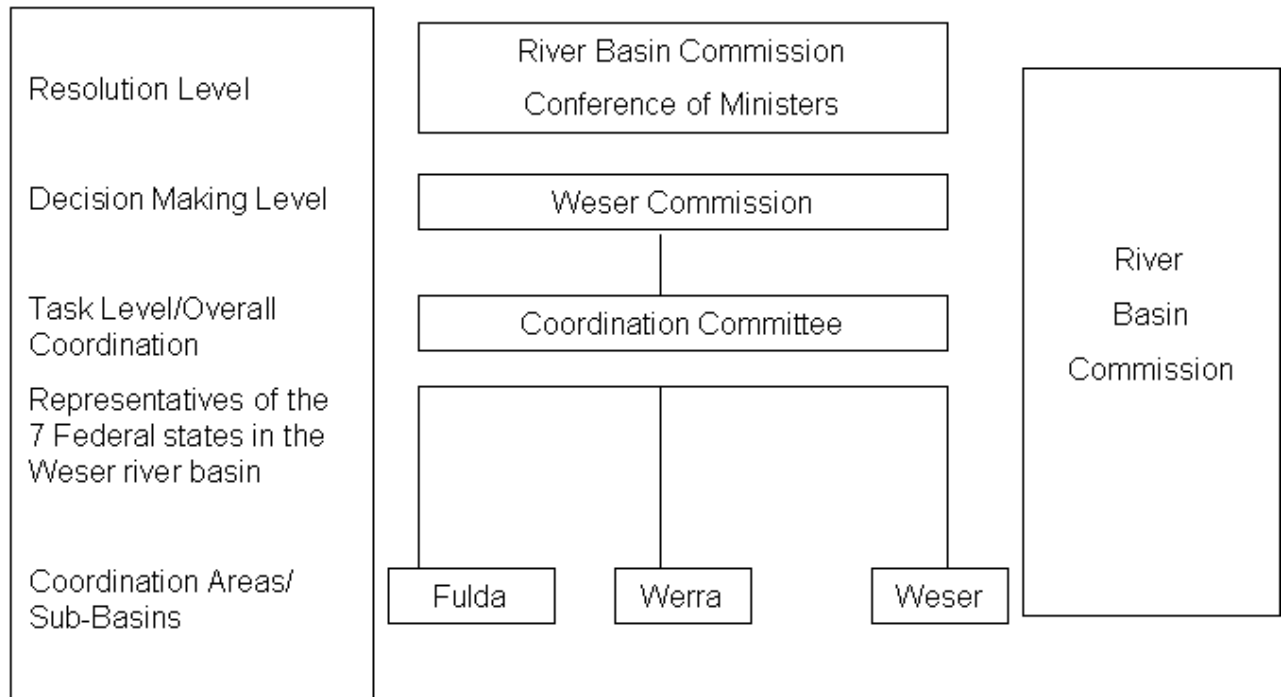 Resolution Level
River Basin Commission
Conference of Ministers
Decision Making Level
Weser Commission
Task Level/Overall
Coordination
Coordination Committee
Representatives of the
7 Federal states in the
Weser river basin
Coordination Areas/
Sub-Basins
Fulda
Werra
Weser
River
Basin
Commission